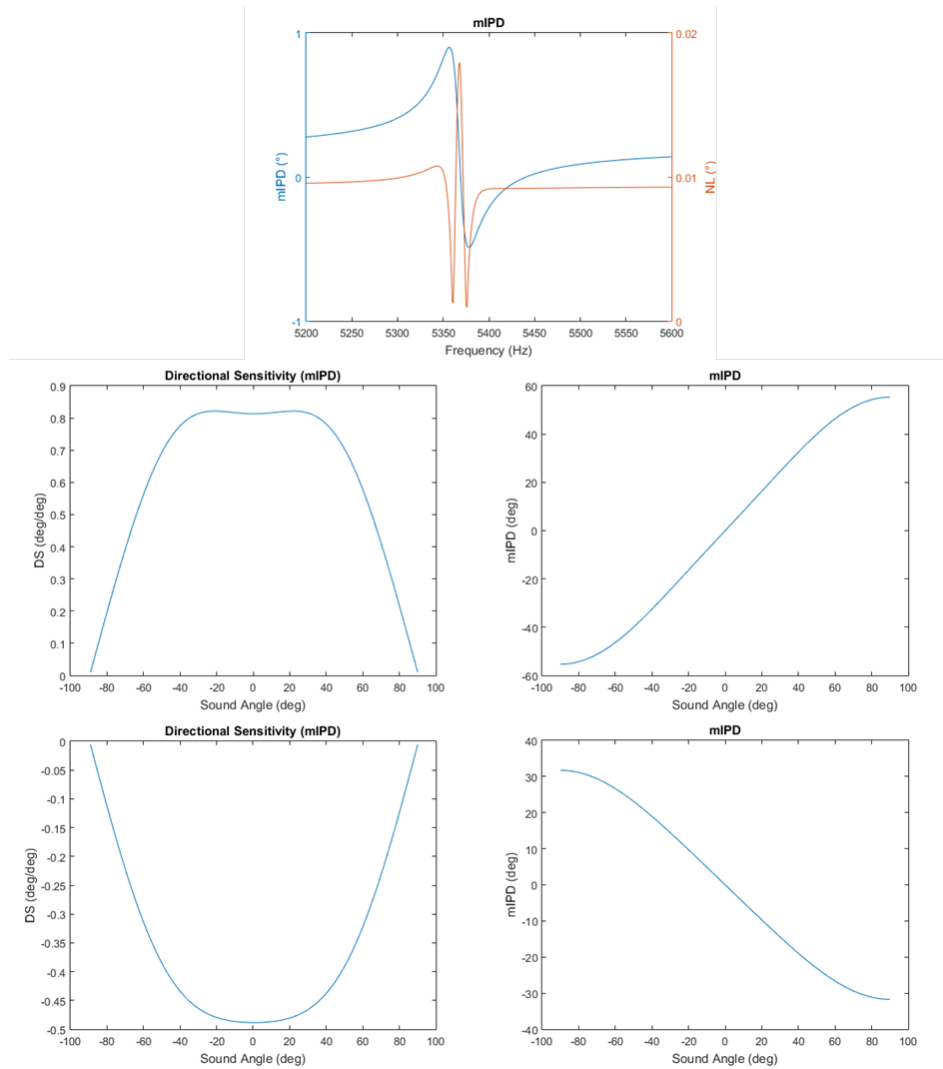 mIPD
1
0
-1
mIPD (°)
0.02
0.01
0
NL (°)
5200 5250 5300 5350 5400 5450 5500 5550 5600
Frequency (Hz)
Directional Sensitivity (mIPD)
0.9
0.8
0.7
0.6
0.5
0.4
0.3
0.2
0.1
0
DS (deg/deg)
-100 -80 -60 -40 -20 0 20 40 60 80 100
Sound Angle (deg)
mIPD
60
40
20
0
-20
-40
-60
mIPD (deg)
-100 -80 -60 -40 -20 0 20 40 60 80 100
Sound Angle (deg)
Directional Sensitivity (mIPD)
0
-0.05
-0.1
-0.15
-0.2
-0.25
-0.3
-0.35
-0.4
-0.45
-0.5
DS (deg/deg)
-100 -80 -60 -40 -20 0 20 40 60 80 100
Sound Angle (deg)
mIPD
40
30
20
10
0
-10
-20
-30
-40
mIPD (deg)
-100 -80 -60 -40 -20 0 20 40 60 80 100
Sound Angle (deg)